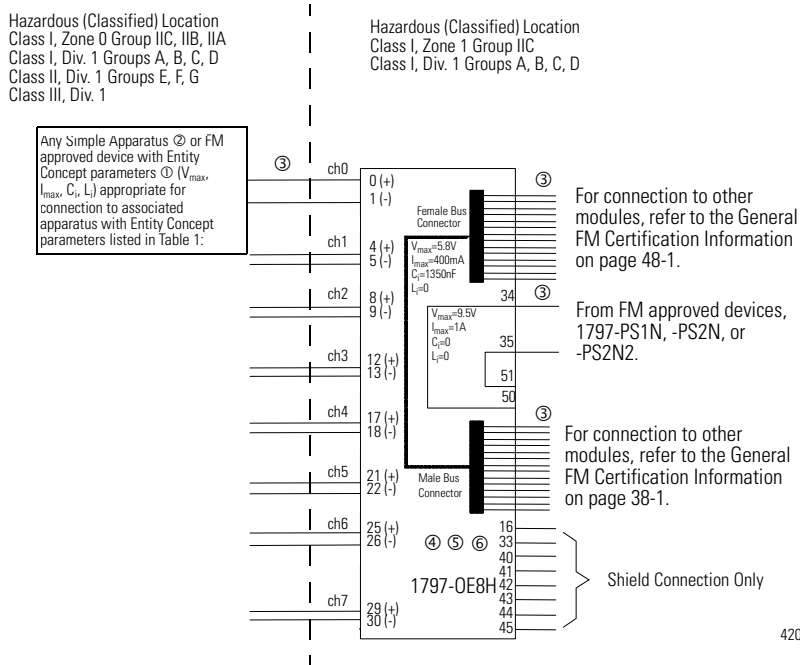 Hazardous (Classified) Location
Class I, Zone 0 Group IIC, IIB, IIA
Class I, Div. 1 Groups A, B, C, D
Class II, Div. 1 Groups E, F, G
Class III, Div. 1
Hazardous (Classified) Location
Class I, Zone 1 Group IIC
Class I, Div. 1 Groups A, B, C, D
Any Simple Apparatus ② or FM
approved device with Entity
Concept parameters ① (Vmax,
Imax, Ci, Li) appropriate for
connection to associated
apparatus with Entity Concept
parameters listed in Table 1:
③
ch0
0 (+)
1 (-)
ch1
4 (+)
5 (-)
ch2
8 (+)
9 (-)
ch3
12 (+)
13 (-)
ch4
17 (+)
18 (-)
ch5
21 (+)
22 (-)
ch6
25 (+)
26 (-)
ch7
29 (+)
30 (-)
Female Bus
Connector
Vmax=5.8V
Imax=400mA
Ci=1350nF
Li=0
Vmax=9.5V
Imax=1A
Ci=0
Li=0
Male Bus
Connector
④ ⑤ ⑥
1797-OE8H
③
For connection to other
modules, refer to the General
FM Certification Information
on page 48-1.
34
③
35
51
50
From FM approved devices,
1797-PS1N, -PS2N, or
-PS2N2.
③
For connection to other
modules, refer to the General
FM Certification Information
on page 38-1.
16
33
40
41
42
43
44
45
Shield Connection Only
420